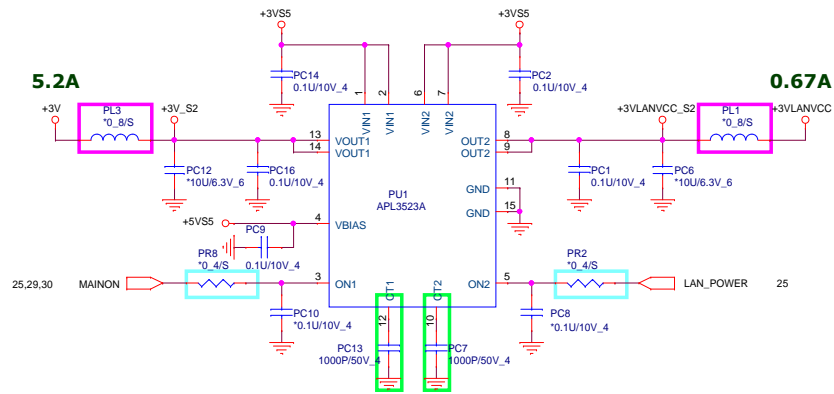 +3VS5
+3VS5
PC14
0.1U/10V_4
PC2
0.1U/10V_4
5.2A
0.67A
+3V
PL3
*0_8/S
+3V_S2
1
2
6
7
VIN1
VIN1
VIN2
VIN2
+3VLANVCC_S2
PL1
*0_8/S
+3VLANVCC
13
VOUT1
14
VOUT1
8
OUT2
9
OUT2
PC12
*10U/6.3V_6
PC16
0.1U/10V_4
PC1
0.1U/10V_4
PC6
*10U/6.3V_6
PU1
APL3523A
11
GND
15
GND
+5VS5
4
VBIAS
PC9
0.1U/10V_4
25,29,30
MAINON
PR8
*0_4/S
3
ON1
CT1
CT2
5
ON2
PR2
*0_4/S
LAN_POWER
25
PC10
*0.1U/10V_4
12
10
PC8
*0.1U/10V_4
PC13
1000P/50V_4
PC7
1000P/50V_4